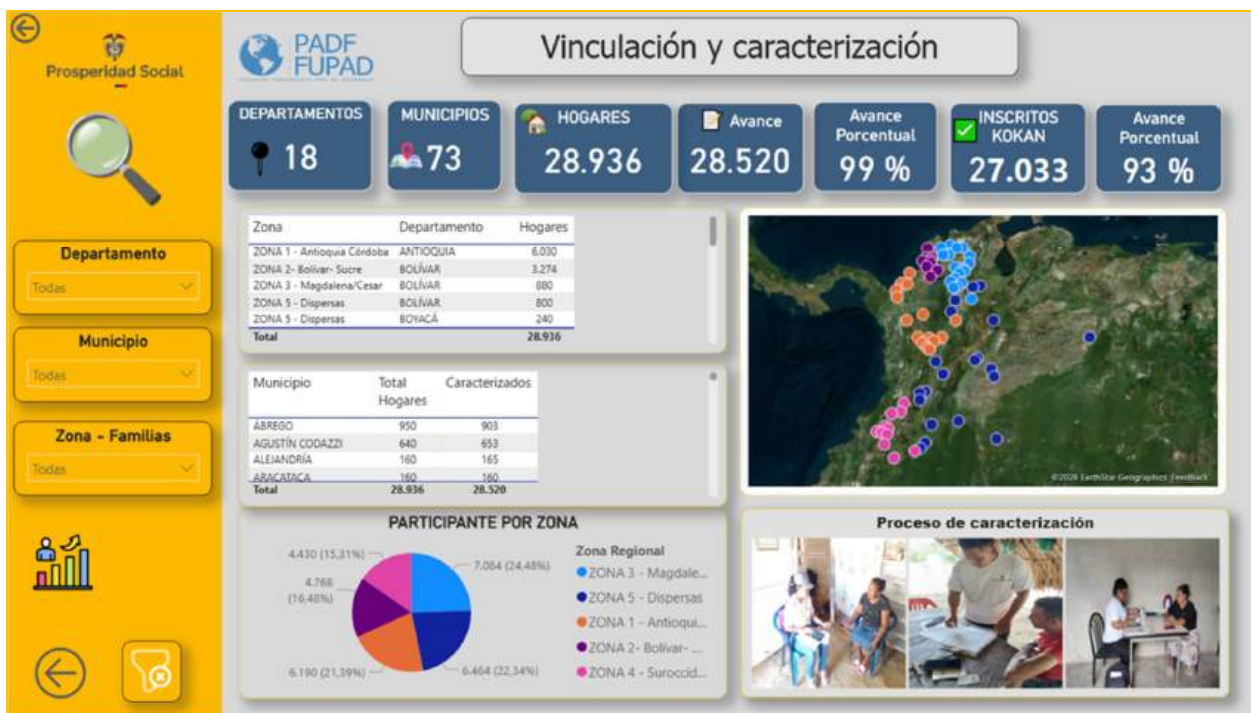 Prosperidad Social
PADF
FUPAD
Vinculación y caracterización
DEPARTAMENTOS
18
MUNICIPIOS
73
HOGARES
28.936
Avance
28.520
Avance
Porcentual
99 %
INSCRITOS
KOKAN
27.033
Avance
Porcentual
93 %
Departamento
Todas
Municipio
Todas
Zona - Familias
Todas
Zona Departamento Hogares
ZONA 1 - Antioquia Córdoba ANTIOQUIA 6.030
ZONA 2- Bolívar- Sucre BOLÍVAR 3.274
ZONA 3 - Magdalena/Cesar BOLÍVAR 880
ZONA 5 - Dispersas BOLÍVAR 800
ZONA 5 - Dispersas BOYACÁ 240
Total 28.936
Municipio Total Caracterizados
Hogares
ÁBREGO 950 903
AGUSTÍN CODAZZI 640 653
ALEJANDRÍA 160 165
ARACATACA 160 160
Total 28.936 28.520
©2026 EarthStar Geographics Feedback
PARTICIPANTE POR ZONA
4.430 (15,31%)
7.084 (24,48%)
4.768
(16,48%)
6.190 (21,39%)
6.464 (22,34%)
Zona Regional
ZONA 3 - Magdale...
ZONA 5 - Dispersas
ZONA 1 - Antioqui...
ZONA 2- Bolívar- ...
ZONA 4 - Suroccid...
Proceso de caracterización